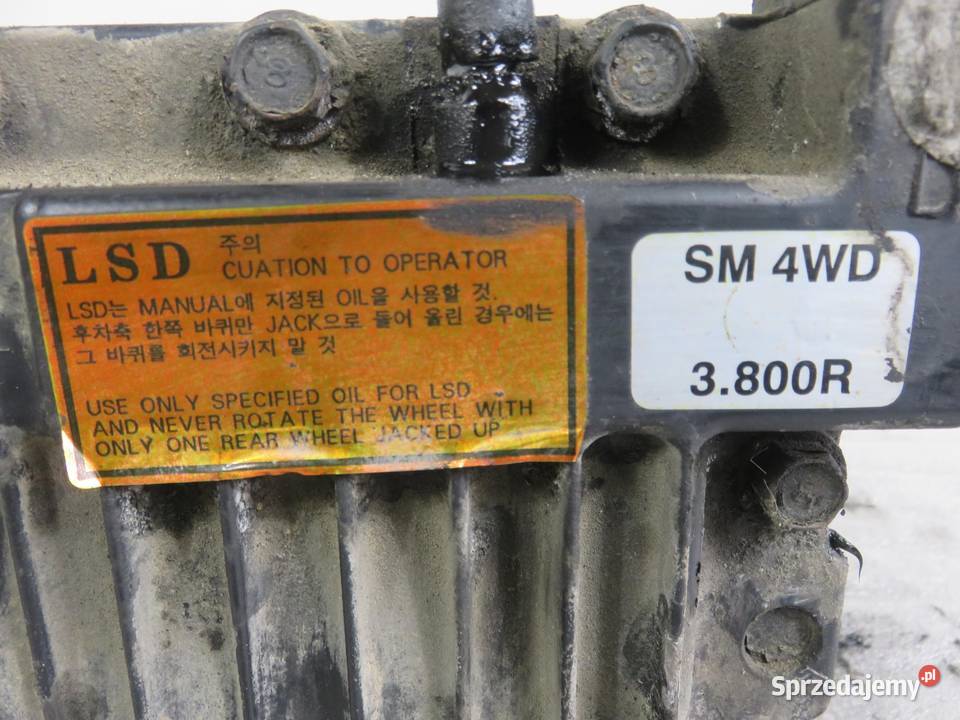 LSD 주의
CUATION TO OPERATOR
LSD는 MANUAL에 지정된 OIL을 사용할 것.
후차축 한쪽 바퀴만 JACK으로 들어 올린 경우에는
그 바퀴를 회전시키지 말 것
USE ONLY SPECIFIED OIL FOR LSD
AND NEVER ROTATE THE WHEEL WITH
ONLY ONE REAR WHEEL JACKED UP
SM 4WD
3.800R
8
8
Sprzedajemy.pl